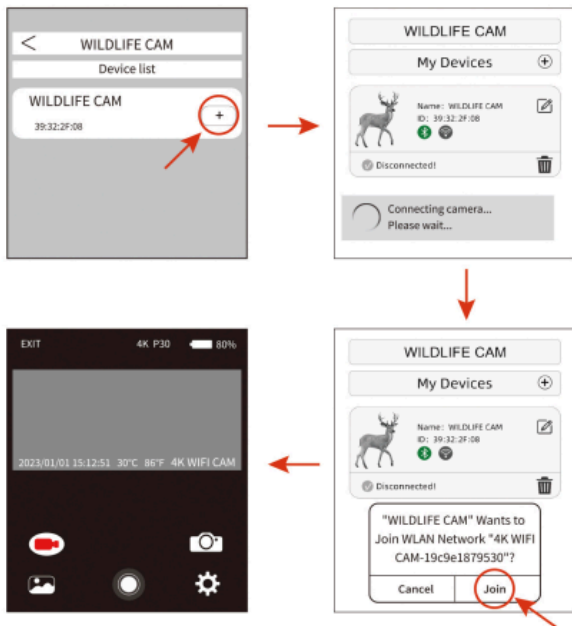 WILDLIFE CAM
Device list
WILDLIFE CAM
39:32:2F:08
WILDLIFE CAM
My Devices
Name: WILDLIFE CAM
ID: 39:32:2F:08
Disconnected!
Connecting camera...
Please wait...
WILDLIFE CAM
My Devices
Name: WILDLIFE CAM
ID: 39:32:2F:08
Disconnected!
"WILDLIFE CAM" Wants to
Join WLAN Network "4K WIFI
CAM-19c9e1879530"?
Cancel Join
EXIT 4K P30 80%
2023/01/01 15:12:51 30°C 86°F 4K WIFI CAM